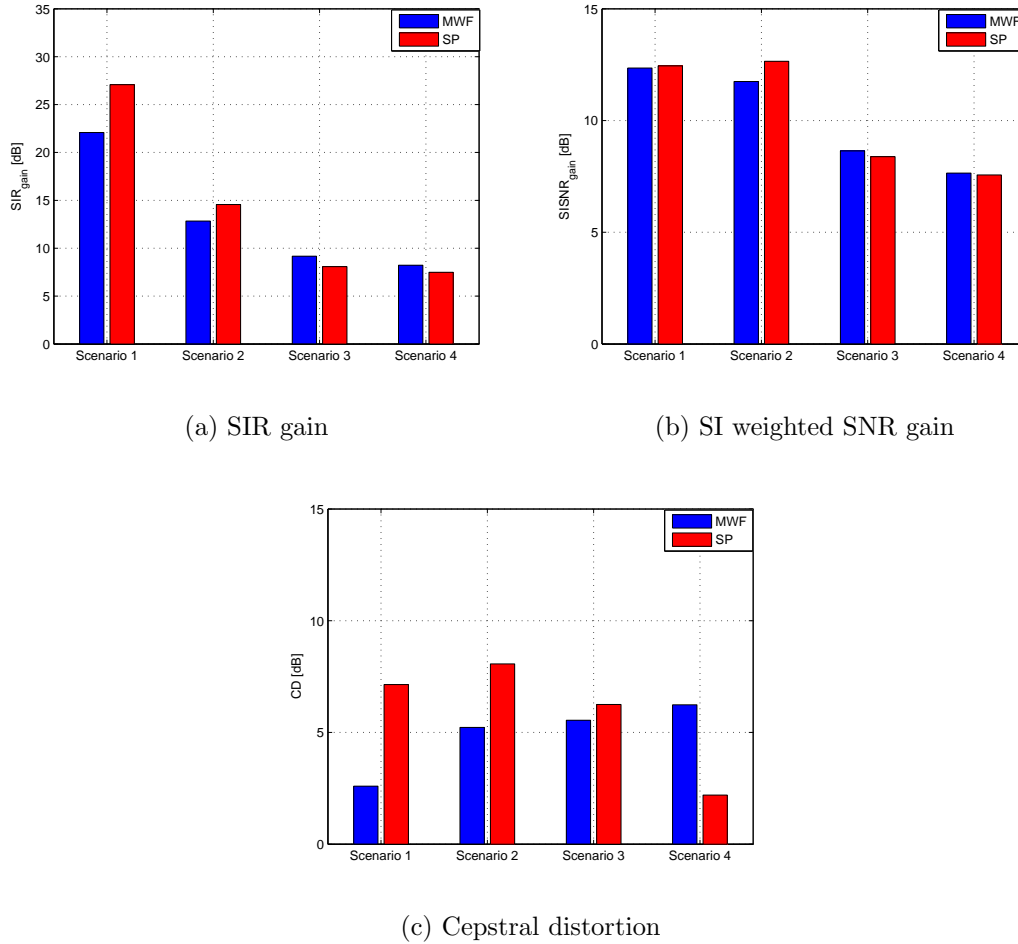 35
30
25
20
15
10
5
0
SIR_gain [dB]
Scenario 1 Scenario 2 Scenario 3 Scenario 4
MWF
SP
(a) SIR gain
15
10
5
0
SISNR_gain [dB]
Scenario 1 Scenario 2 Scenario 3 Scenario 4
MWF
SP
(b) SI weighted SNR gain
15
10
5
0
CD [dB]
Scenario 1 Scenario 2 Scenario 3 Scenario 4
MWF
SP
(c) Cepstral distortion